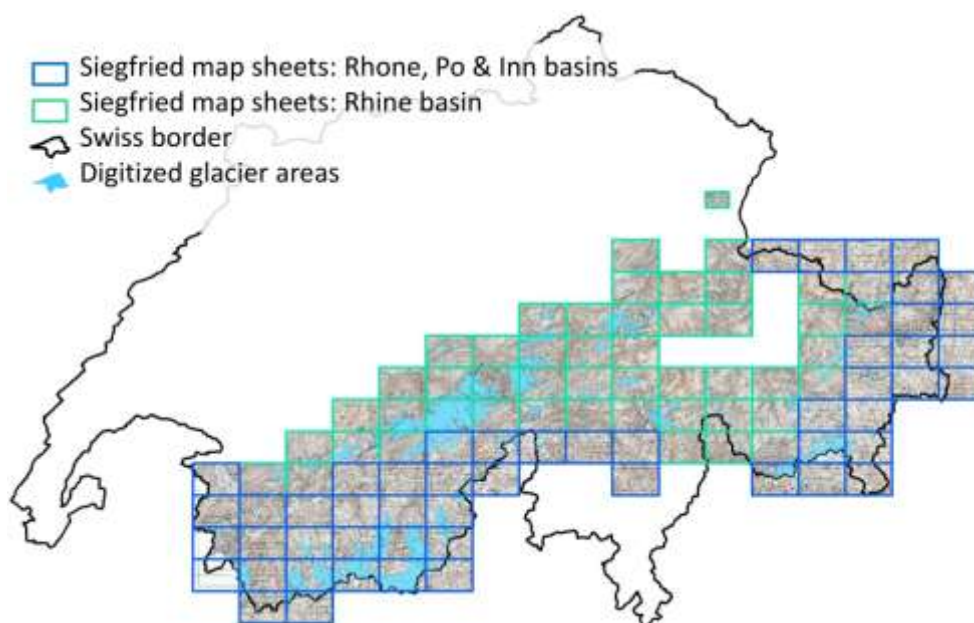 Siegfried map sheets: Rhone, Po & Inn basins
Siegfried map sheets: Rhine basin
Swiss border
Digitized glacier areas